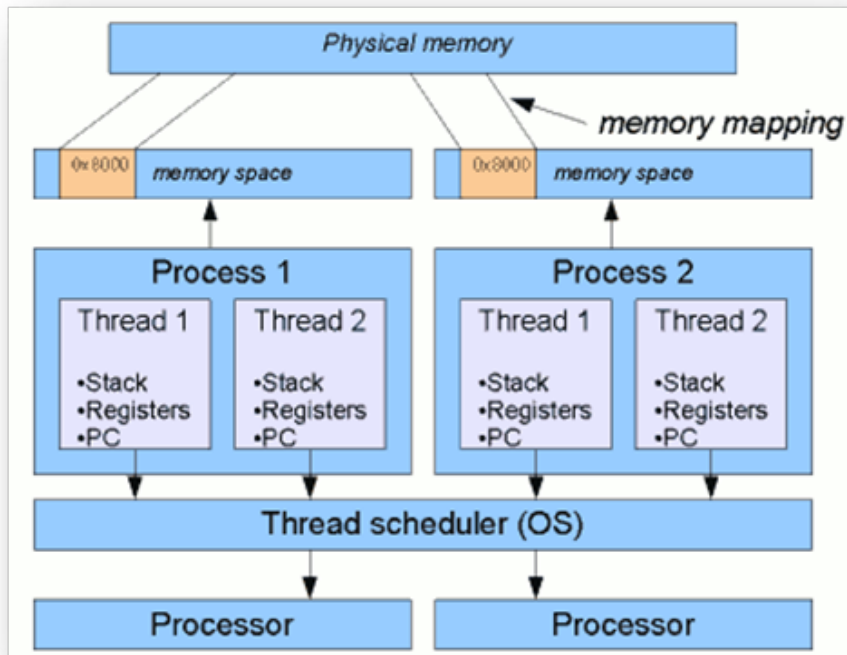 Physical memory
memory mapping
0x8000 memory space
0x8000 memory space
Process 1
Process 2
Thread 1
Thread 2
Thread 1
Thread 2
•Stack
•Registers
•PC
•Stack
•Registers
•PC
•Stack
•Registers
•PC
•Stack
•Registers
•PC
Thread scheduler (OS)
Processor
Processor